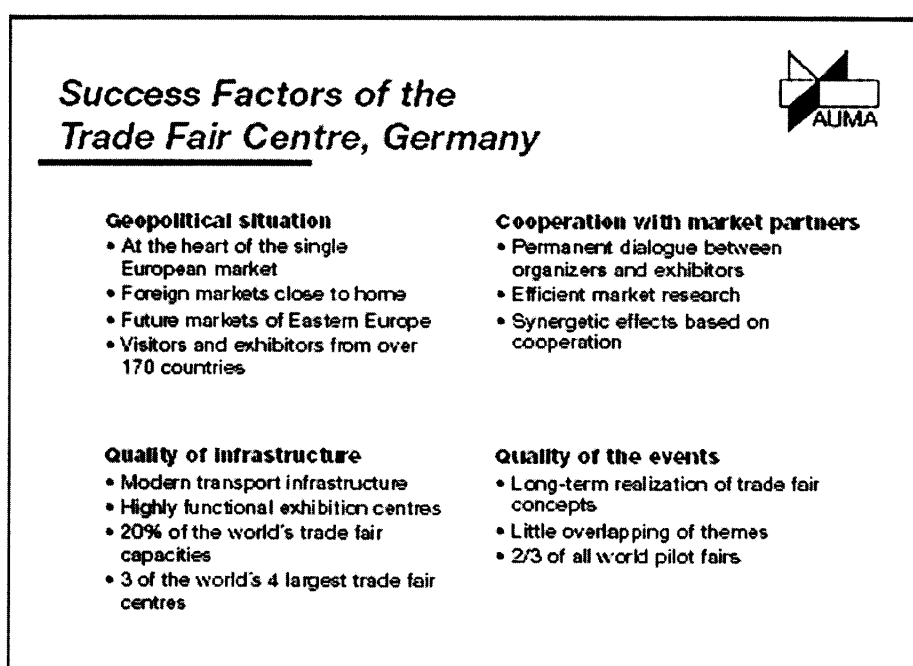 Success Factors of the
Trade Fair Centre, Germany
AUMA
Geopolitical situation
• At the heart of the single
European market
• Foreign markets close to home
• Future markets of Eastern Europe
• Visitors and exhibitors from over
170 countries
Cooperation with market partners
• Permanent dialogue between
organizers and exhibitors
• Efficient market research
• Synergetic effects based on
cooperation
Quality of infrastructure
• Modern transport infrastructure
• Highly functional exhibition centres
• 20% of the world's trade fair
capacities
• 3 of the world's 4 largest trade fair
centres
Quality of the events
• Long-term realization of trade fair
concepts
• Little overlapping of themes
• 2/3 of all world pilot fairs